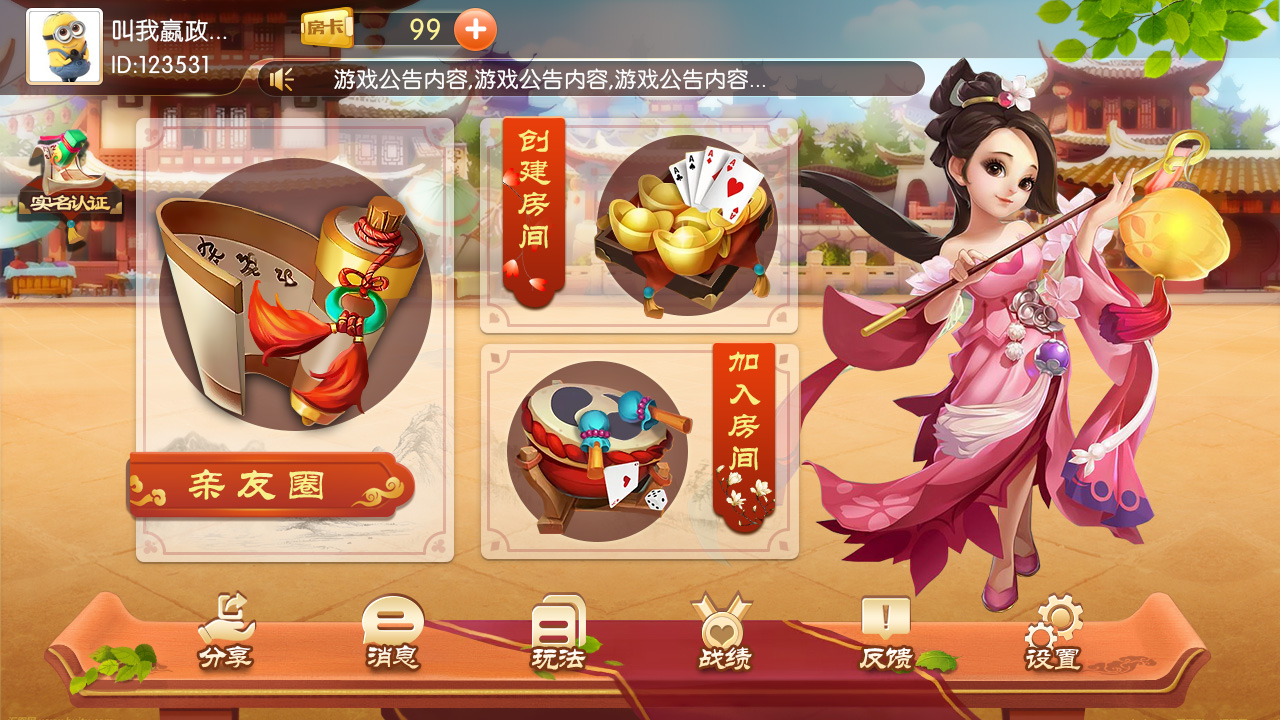 叫我嬴政...
房卡
99
ID:123531
游戏公告内容,游戏公告内容,游戏公告内容...
实名认证
创建房间
A
A
A
A
加入房间
亲友圈
分享
消息
玩法
战绩
反馈
设置